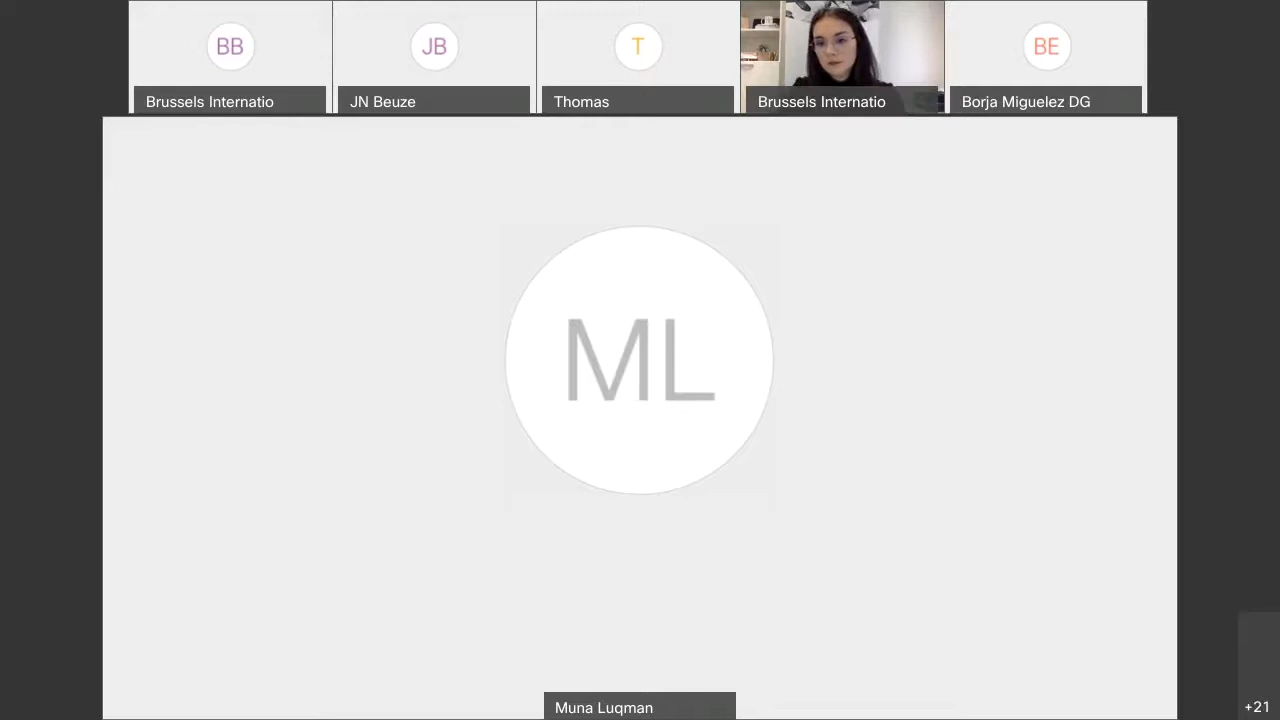 BB
JB
T
BE
Brussels Internatio
JN Beuze
Thomas
Brussels Internatio
Borja Miguelez DG
ML
Muna Luqman
+21